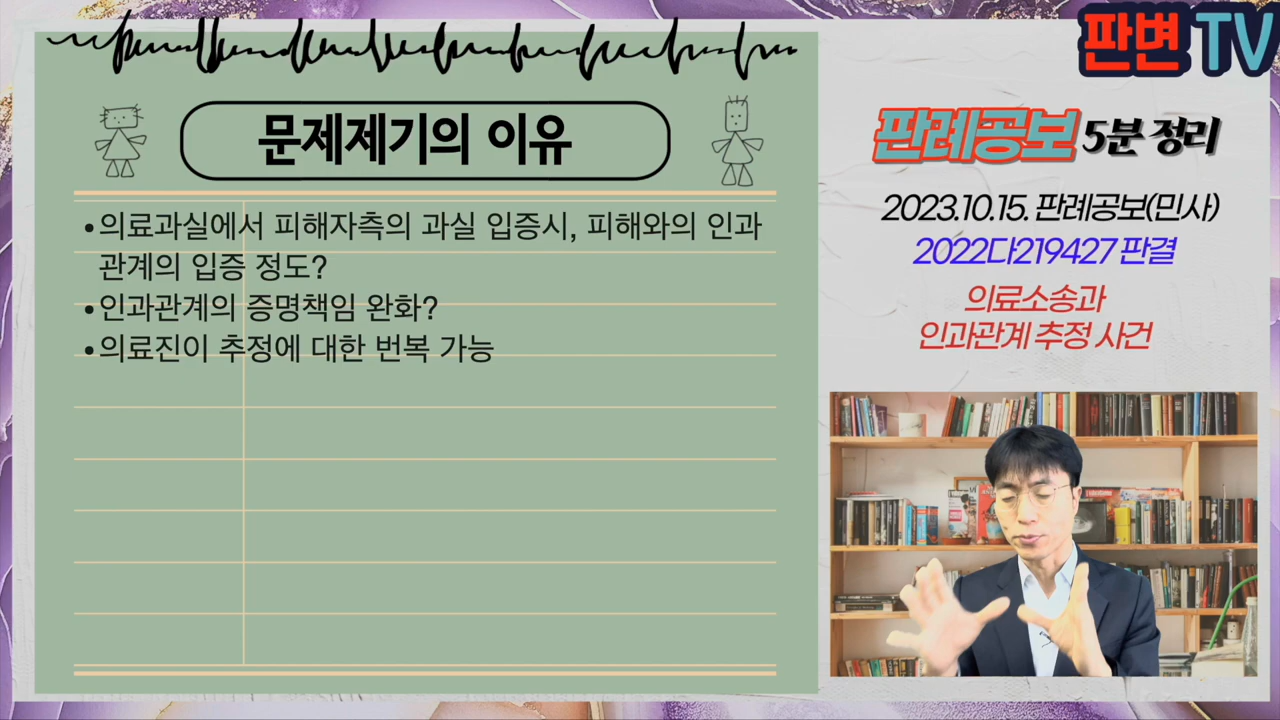 판변 TV
문제제기의 이유
•의료과실에서 피해자측의 과실 입증시, 피해와의 인과
관계의 입증 정도?
•인과관계의 증명책임 완화?
•의료진이 추정에 대한 번복 가능
판례공보 5분 정리
2023.10.15. 판례공보(민사)
2022다219427 판결
의료소송과
인과관계 추정 사건